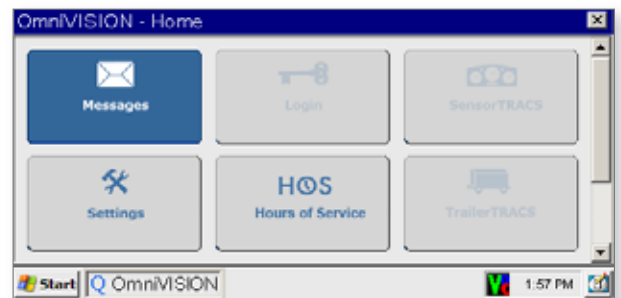 OmniVISION - Home
Messages
Login
SensorTRACS
Settings
HOS
Hours of Service
TrailerTRACS
Start
OmniVISION
1:57 PM